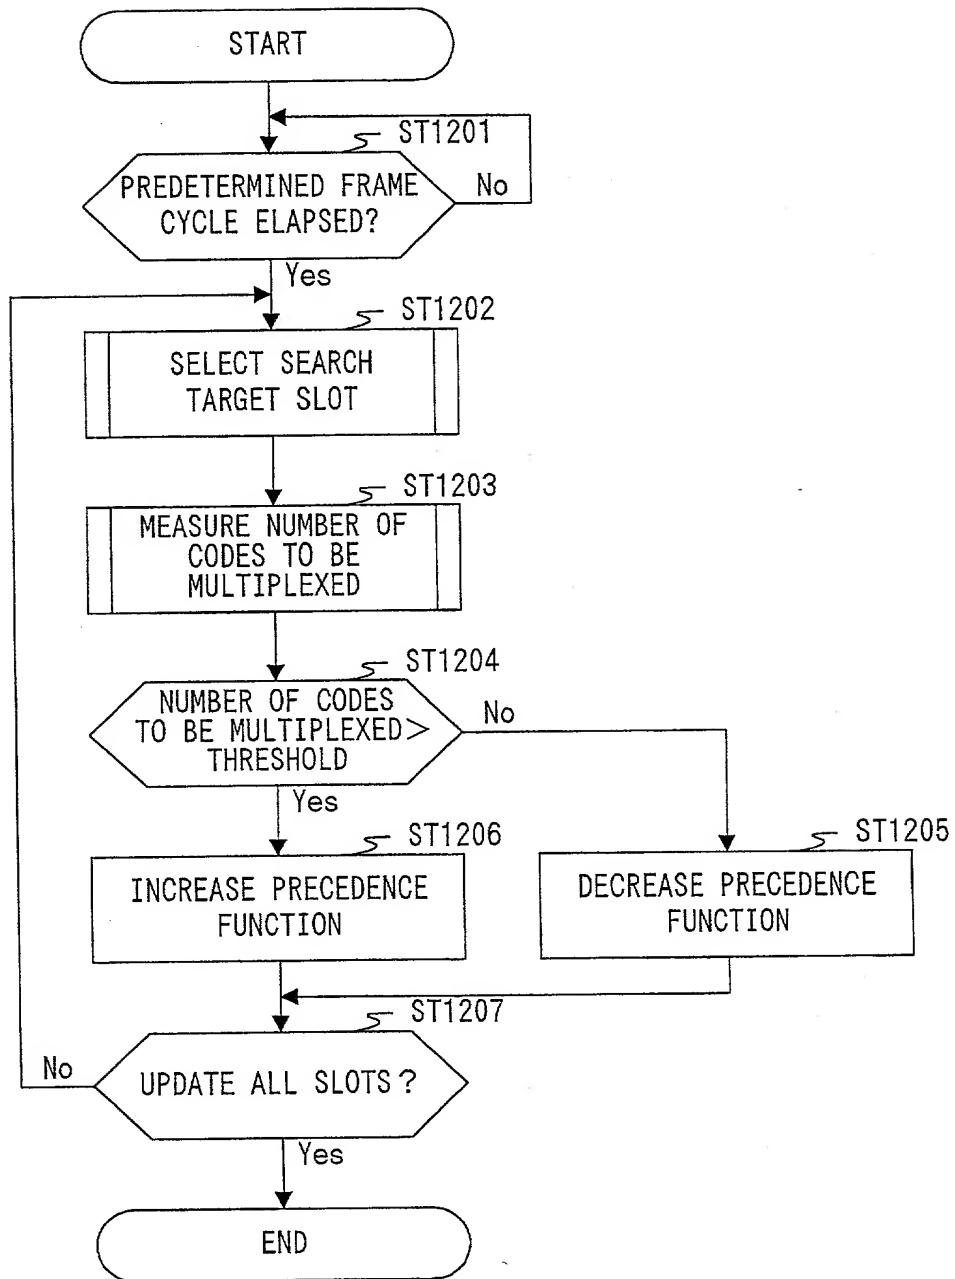 START
ST1201
PREDETERMINED FRAME
CYCLE ELAPSED?
No
Yes
ST1202
SELECT SEARCH
TARGET SLOT
ST1203
MEASURE NUMBER OF
CODES TO BE
MULTIPLEXED
ST1204
NUMBER OF CODES
TO BE MULTIPLEXED>
THRESHOLD
No
Yes
ST1206
INCREASE PRECEDENCE
FUNCTION
ST1205
DECREASE PRECEDENCE
FUNCTION
ST1207
UPDATE ALL SLOTS?
No
Yes
END